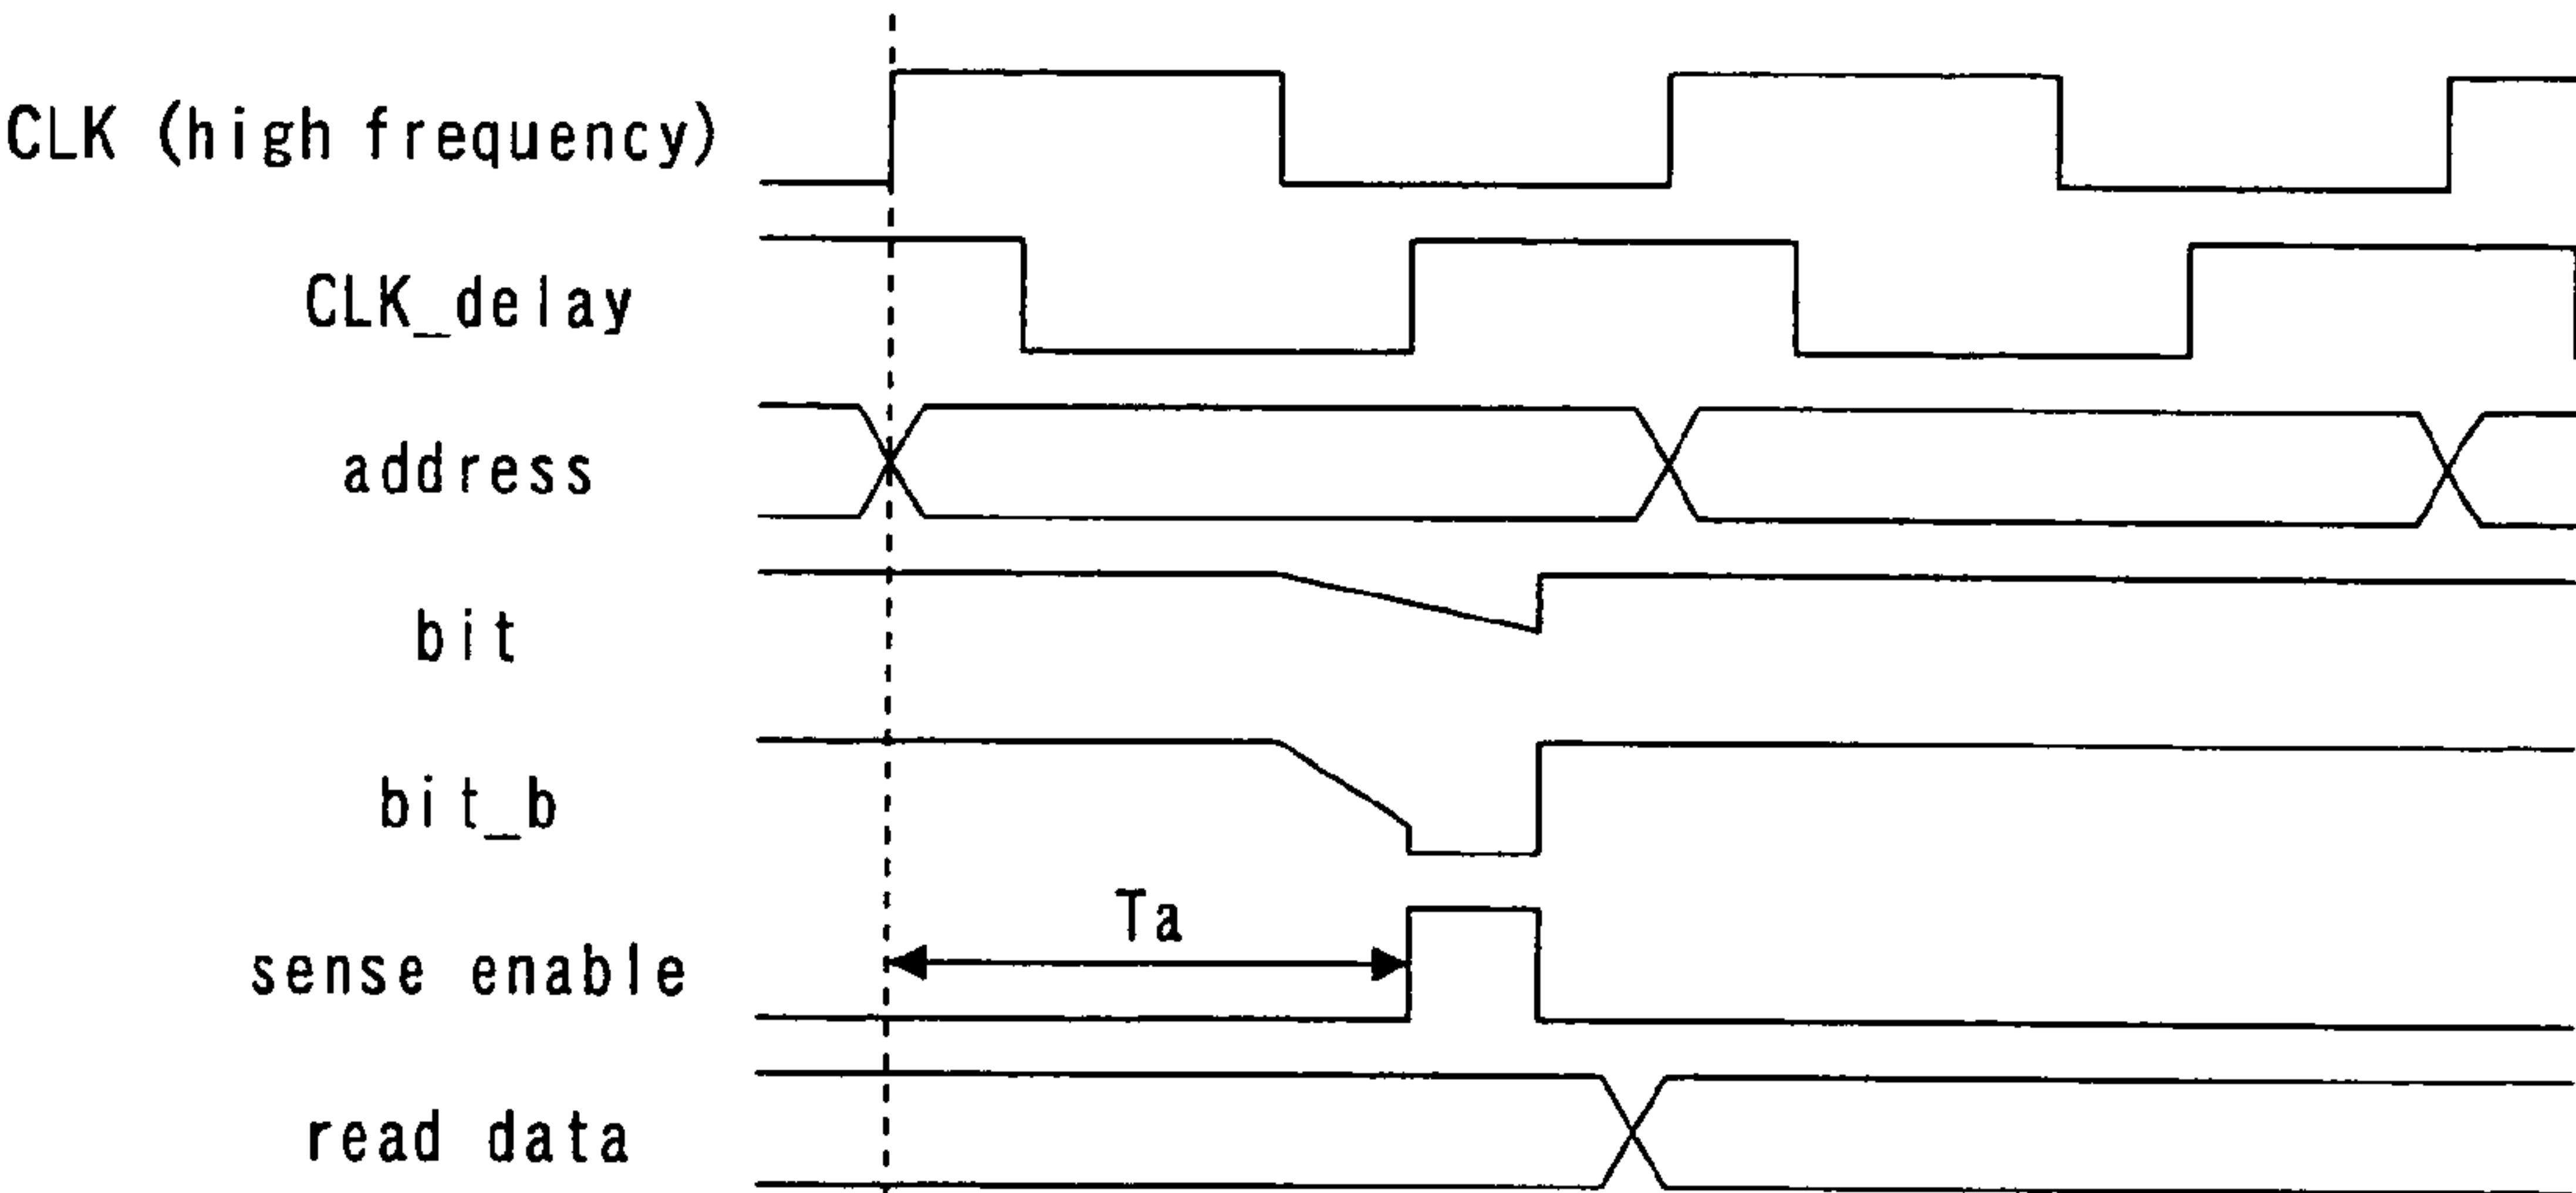 CLK (high frequency)
CLK_delay
address
bit
bit_b
Ta
sense enable
read data